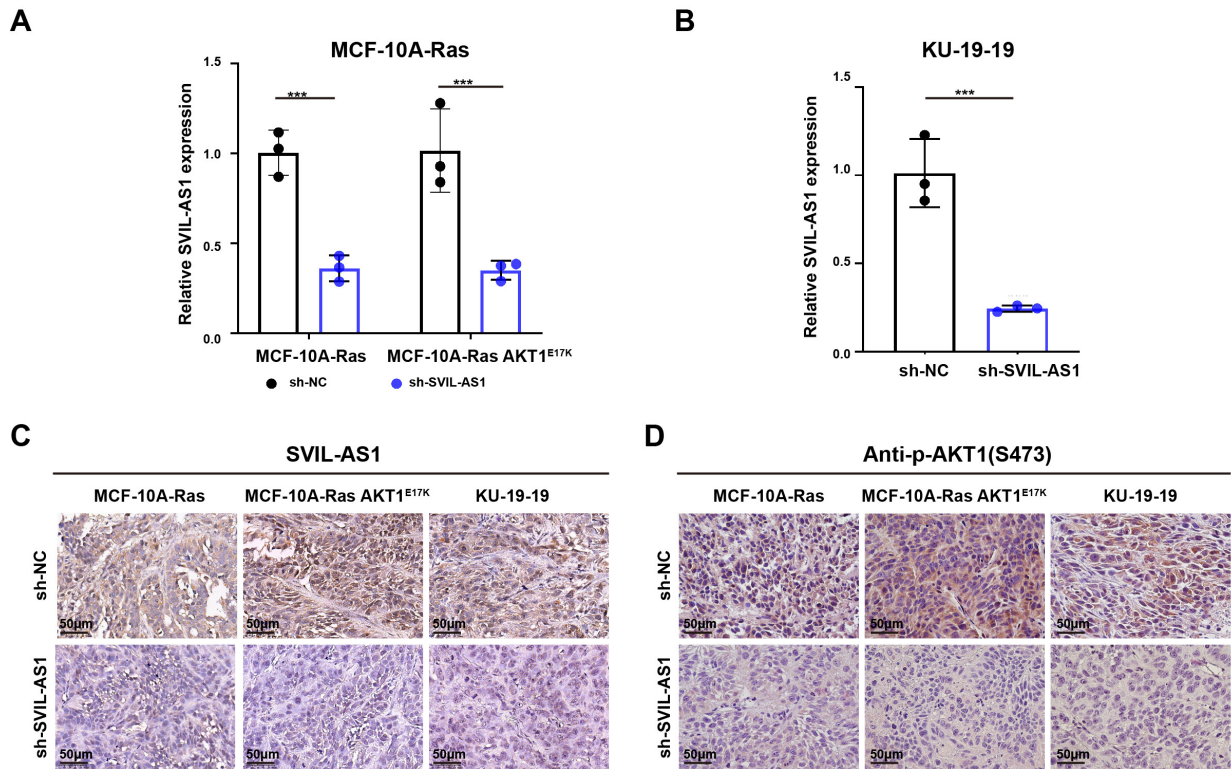 A
MCF-10A-Ras
Relative SVIL-AS1 expression
1.5
1.0
0.5
0.0
***
***
MCF-10A-Ras
MCF-10A-Ras AKT1E17K
sh-NC
sh-SVIL-AS1
B
KU-19-19
Relative SVIL-AS1 expression
1.5
1.0
0.5
0.0
***
sh-NC
sh-SVIL-AS1
C
SVIL-AS1
MCF-10A-Ras
MCF-10A-Ras AKT1E17K
KU-19-19
sh-NC
50μm
50μm
50μm
sh-SVIL-AS1
50μm
50μm
50μm
D
Anti-p-AKT1(S473)
MCF-10A-Ras
MCF-10A-Ras AKT1E17K
KU-19-19
sh-NC
50μm
50μm
50μm
sh-SVIL-AS1
50μm
50μm
50μm